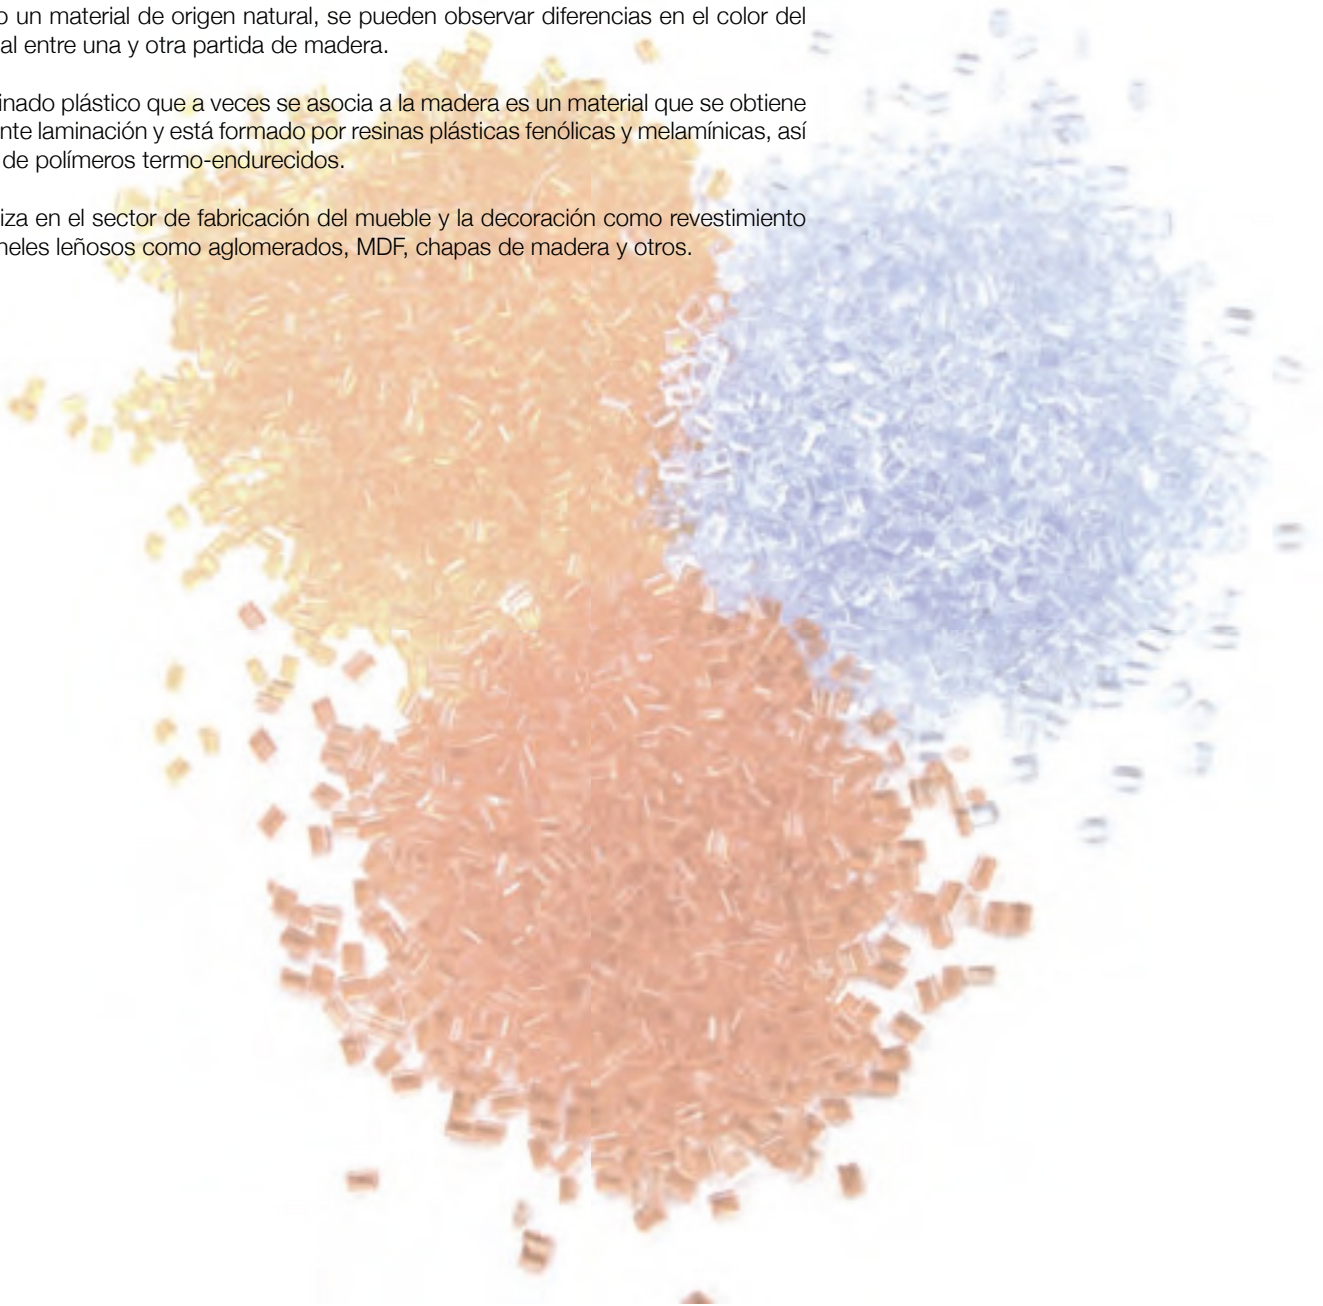 o un material de origen natural, se pueden observar diferencias en el color del
al entre una y otra partida de madera.
inado plástico que a veces se asocia a la madera es un material que se obtiene
nte laminación y está formado por resinas plásticas fenólicas y melamínicas, así
de polímeros termo-endurecidos.
iza en el sector de fabricación del mueble y la decoración como revestimiento
neles leñosos como aglomerados, MDF, chapas de madera y otros.